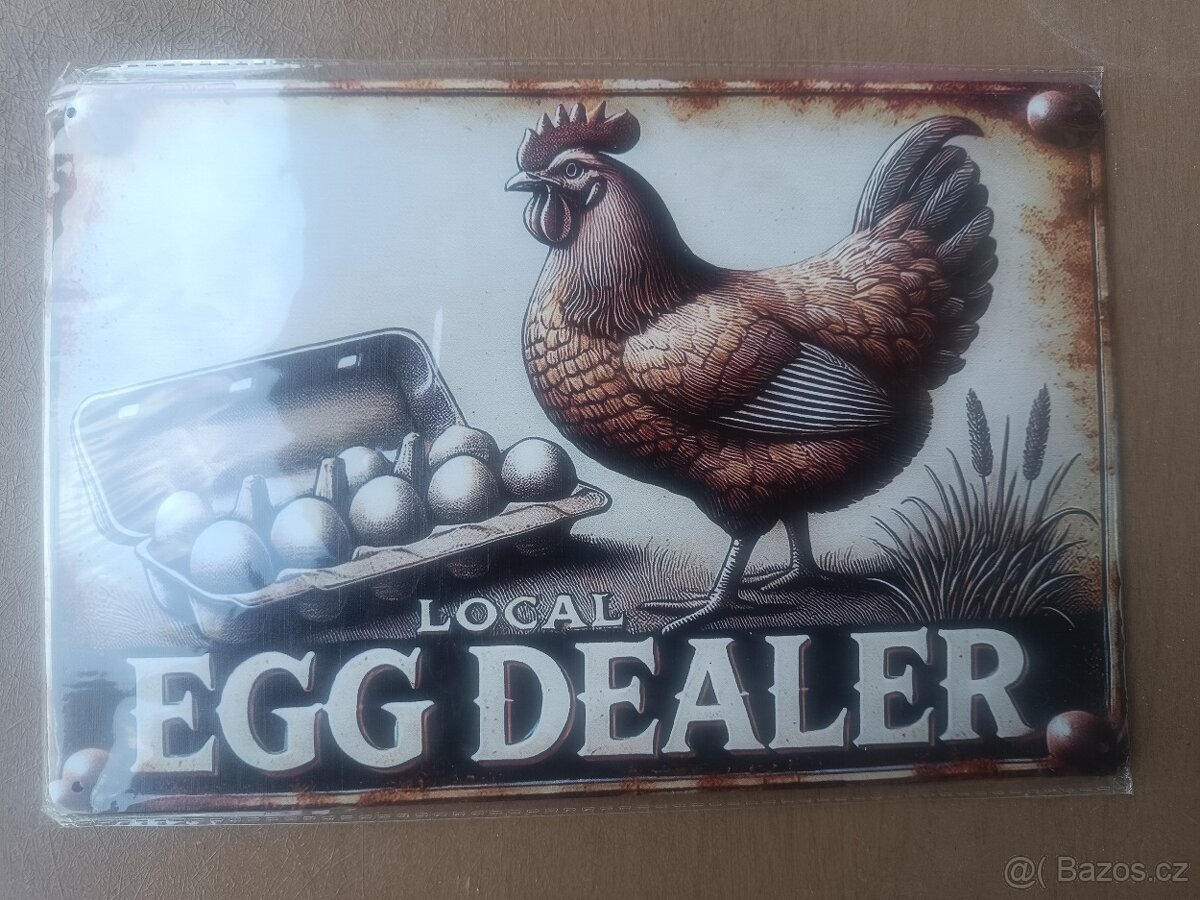 LOCAL
EGG DEALER
@( Bazos.cz